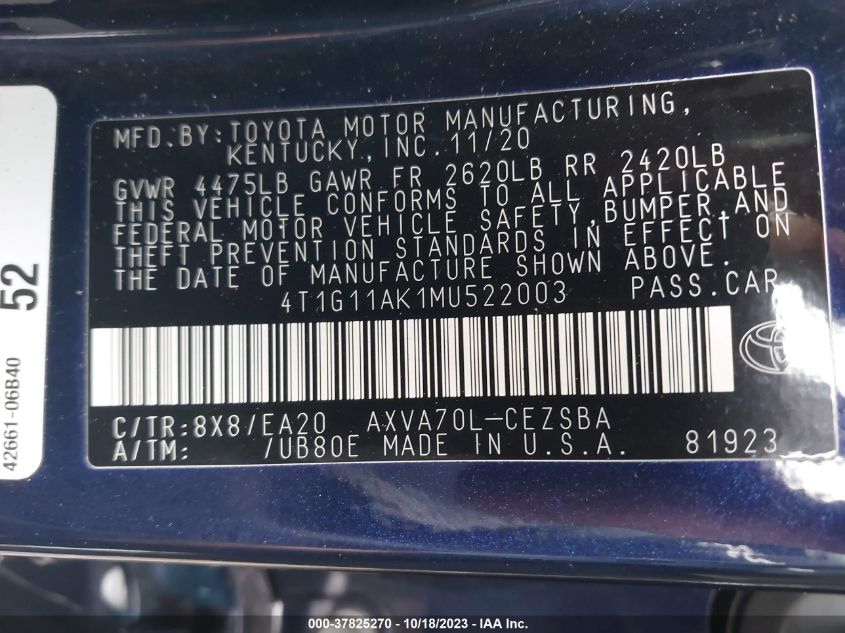 MFD.BY:TOYOTA MOTOR MANUFACTURING,
KENTUCKY,INC.11/20
GVWR 4475LB GAWR FR 2620LB RR 2420LB
THIS VEHICLE CONFORMS TO ALL APPLICABLE
FEDERAL MOTOR VEHICLE SAFETY,BUMPER,AND
THEFT PREVENTION STANDARDS IN EFFECT ON
THE DATE OF MANUFACTURE SHOWN ABOVE.
4T1G11AK1MU522003 PASS.CAR
C/TR:8X8/EA20 AXVA70L-CEZSBA
A/TM: /UB80E MADE IN U.S.A. 81923
52
42661-06B40
000-37825270 - 10/18/2023 - IAA Inc.